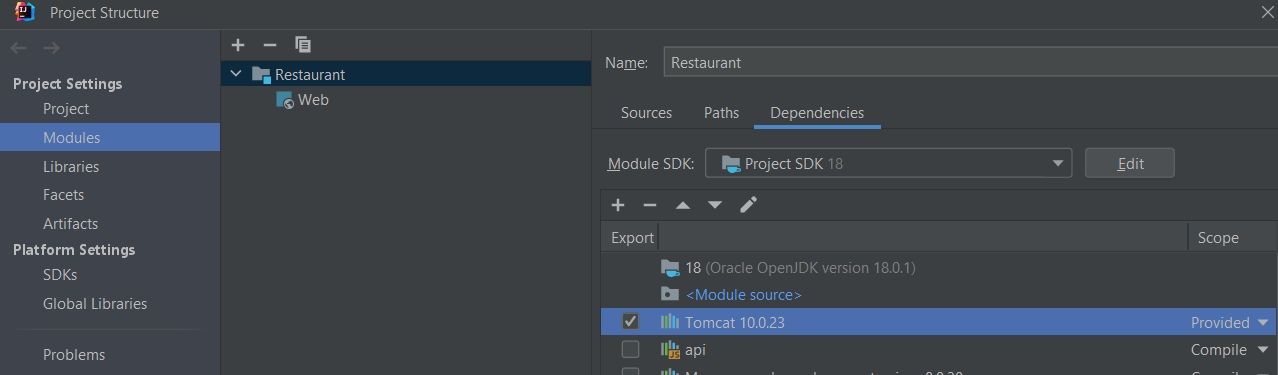 Project Structure
Project Settings
Project
Modules
Libraries
Facets
Artifacts
Platform Settings
SDKs
Global Libraries
Problems
Restaurant
Web
Name: Restaurant
Sources Paths Dependencies
Module SDK: Project SDK 18 Edit
Export Scope
18 (Oracle OpenJDK version 18.0.1)
<Module source>
Tomcat 10.0.23 Provided
api Compile